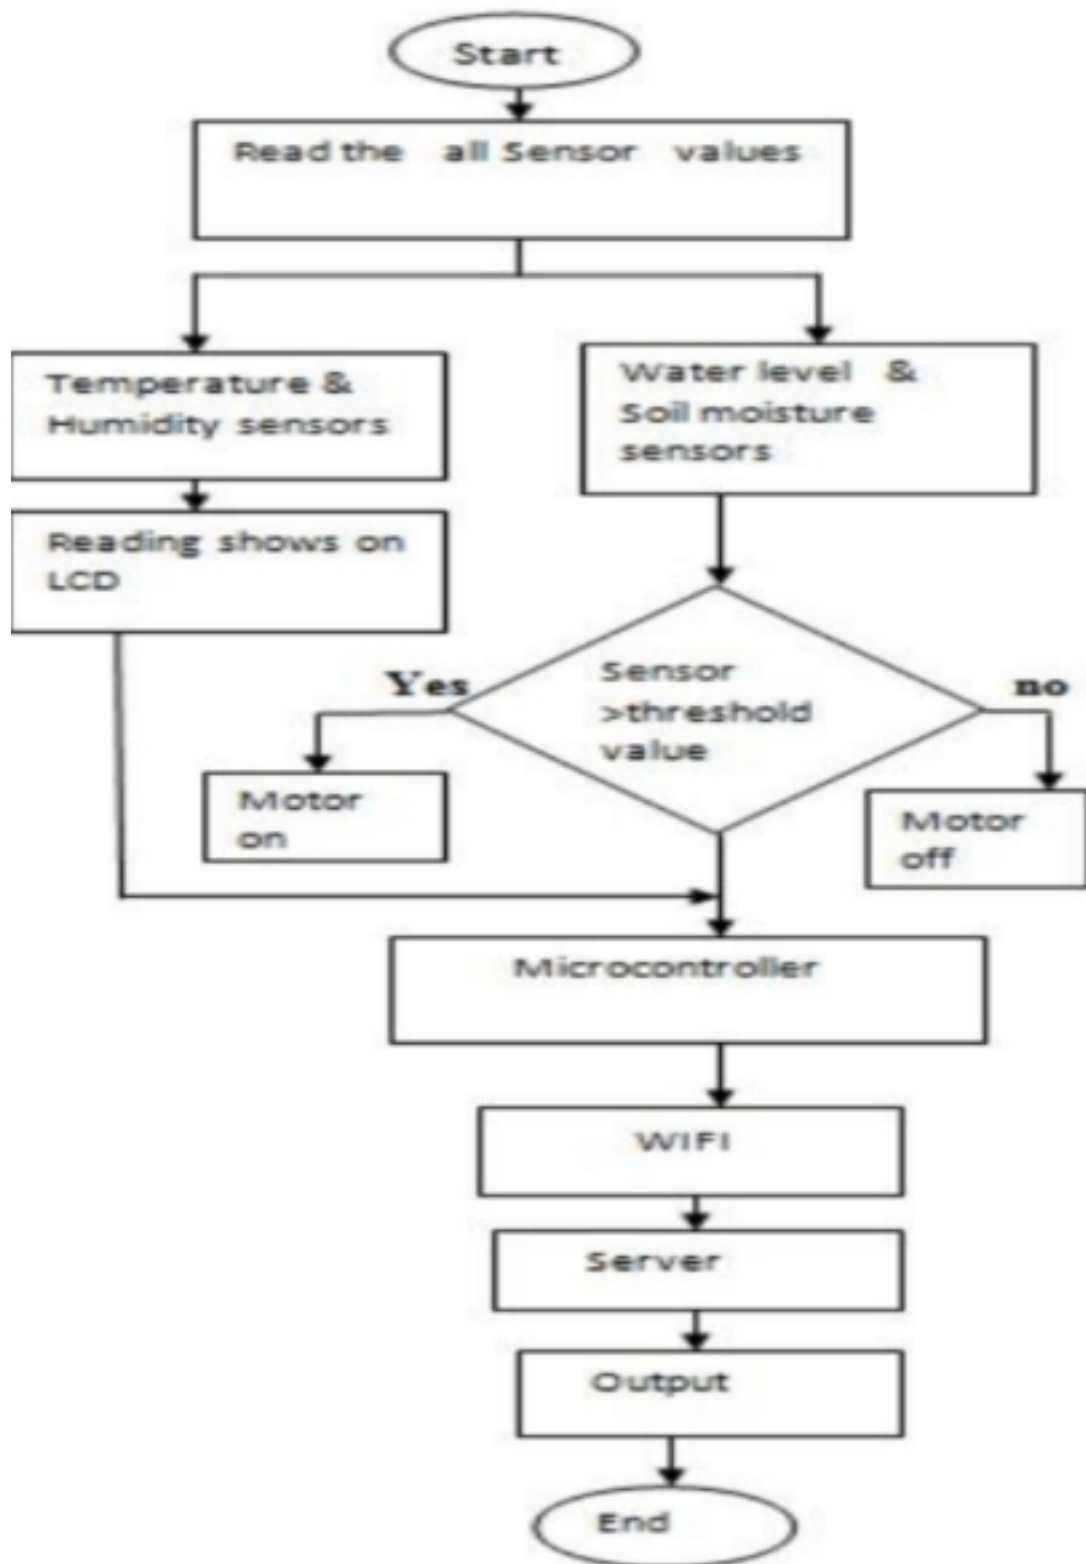 Start
Read the all Sensor values
Temperature &
Humidity sensors
Water level &
Soil moisture
sensors
Reading shows on
LCD
Yes
Sensor
>threshold
value
no
Motor
on
Motor
off
Microcontroller
WIFI
Server
Output
End